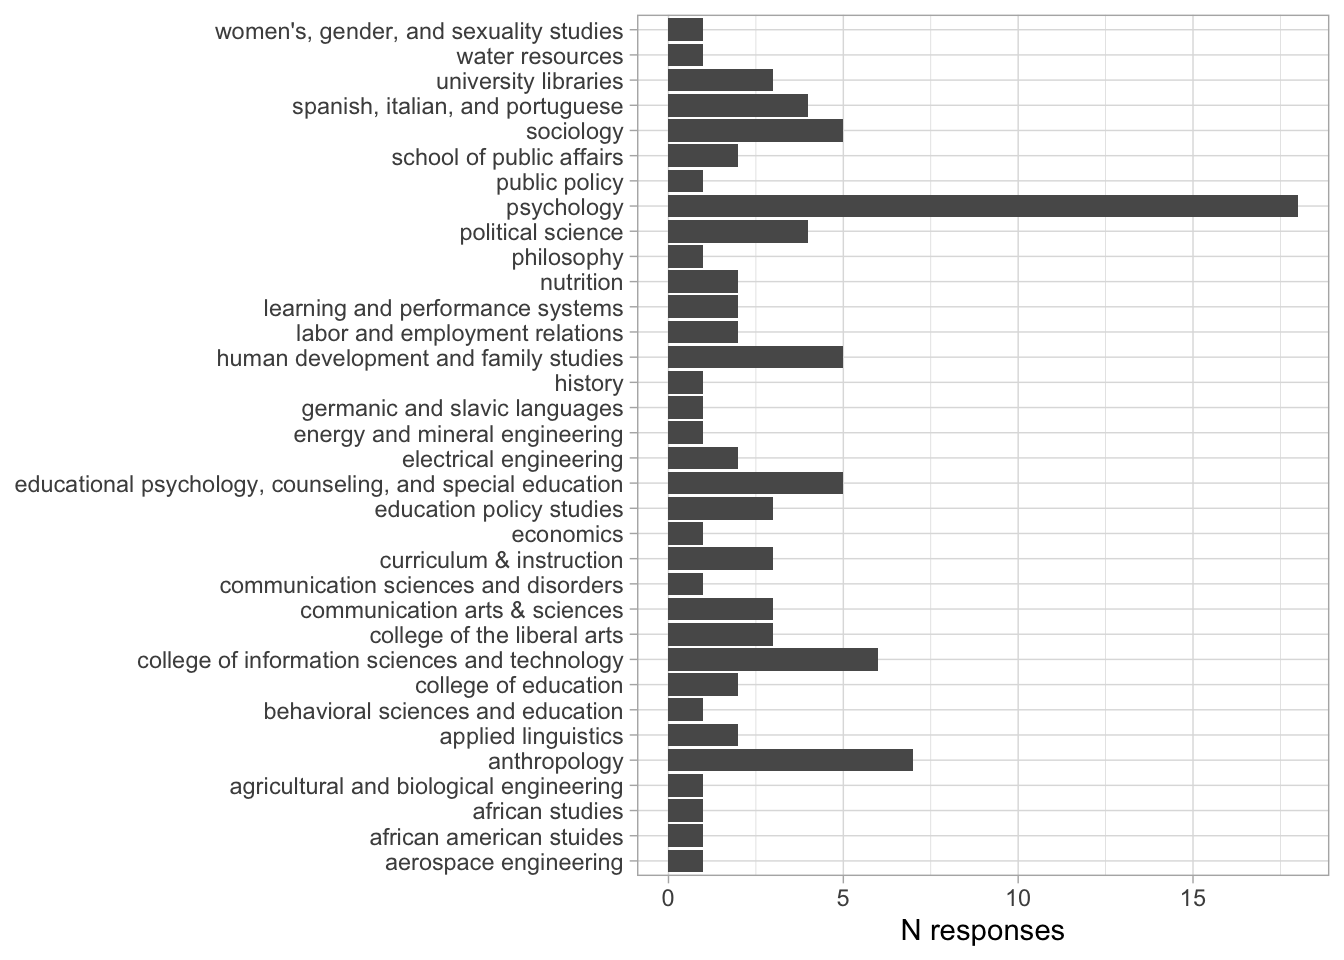 women's, gender, and sexuality studies
water resources
university libraries
spanish, italian, and portuguese
sociology
school of public affairs
public policy
psychology
political science
philosophy
nutrition
learning and performance systems
labor and employment relations
human development and family studies
history
germanic and slavic languages
energy and mineral engineering
electrical engineering
educational psychology, counseling, and special education
education policy studies
economics
curriculum & instruction
communication sciences and disorders
communication arts & sciences
college of the liberal arts
college of information sciences and technology
college of education
behavioral sciences and education
applied linguistics
anthropology
agricultural and biological engineering
african studies
african american stuides
aerospace engineering
0 5 10 15
N responses